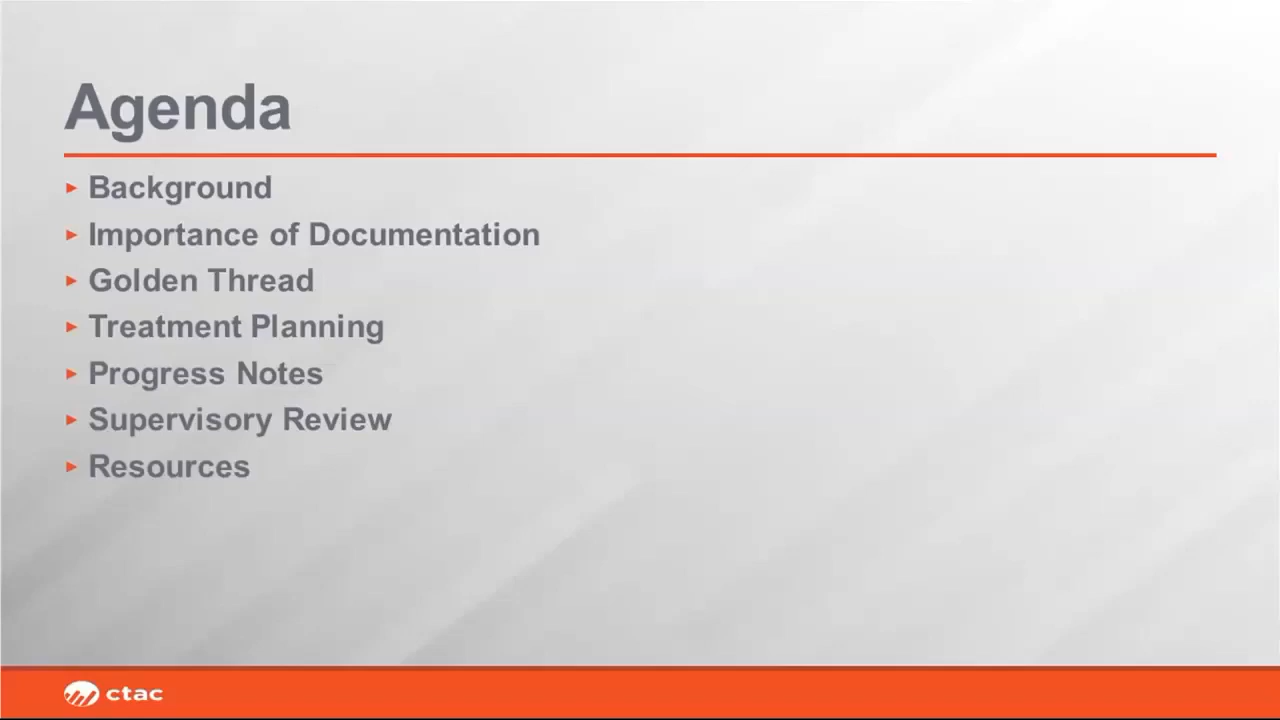 Agenda
Background
Importance of Documentation
Golden Thread
Treatment Planning
Progress Notes
Supervisory Review
Resources
ctac